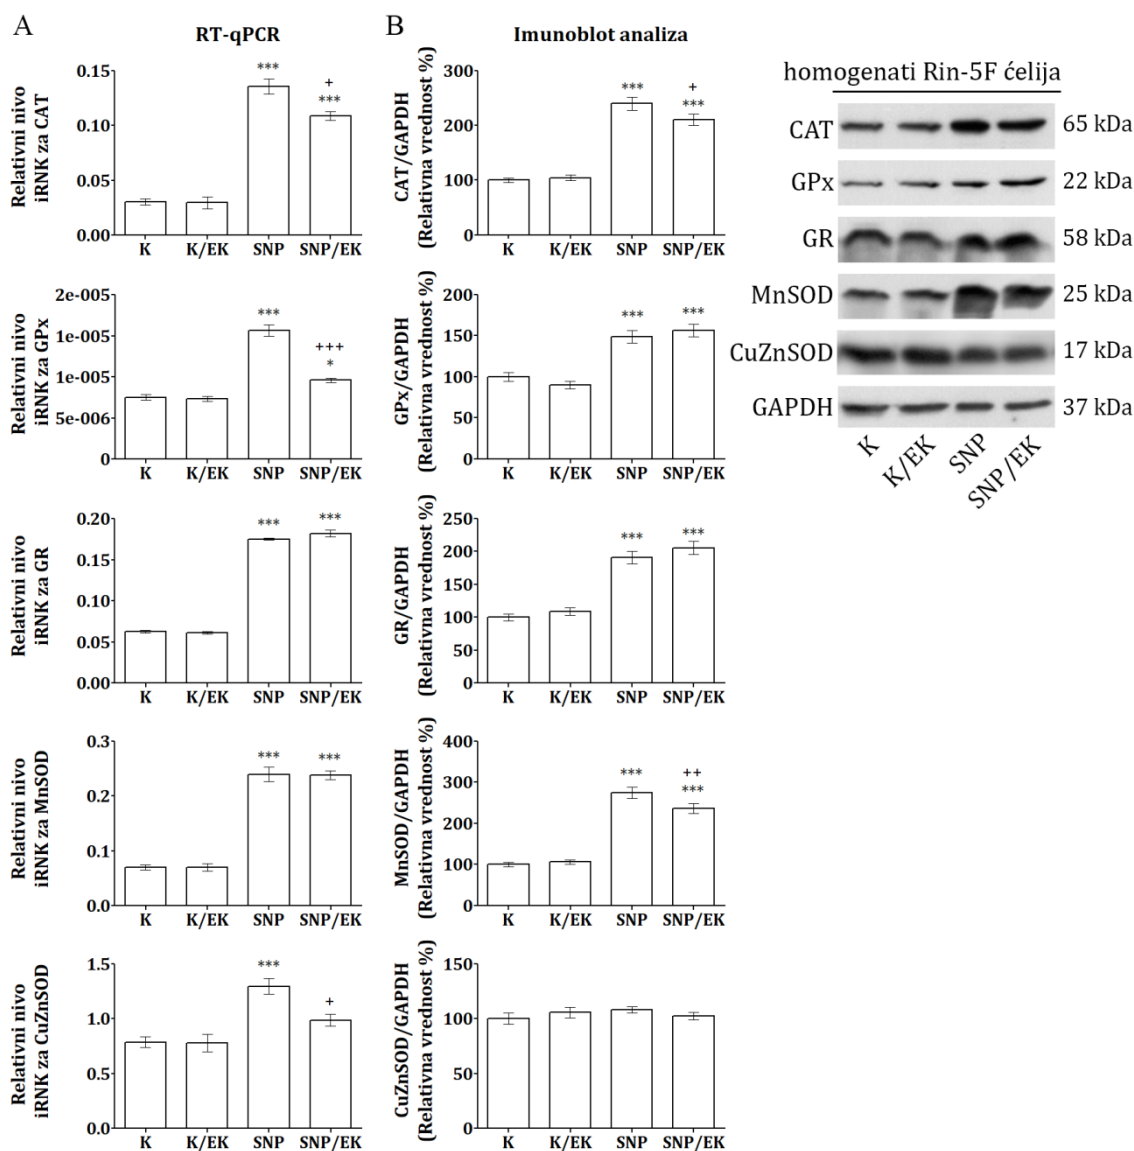 A
RT-qPCR
Relativni nivo
iRNK za CAT
0.15
0.10
0.05
0.00
***
+
***
K K/EK SNP SNP/EK
Relativni nivo
iRNK za GPx
2e-005
1e-005
1e-005
5e-006
***
+++
*
K K/EK SNP SNP/EK
Relativni nivo
iRNK za GR
0.20
0.15
0.10
0.05
0.00
***
***
K K/EK SNP SNP/EK
Relativni nivo
iRNK za MnSOD
0.3
0.2
0.1
0.0
***
***
K K/EK SNP SNP/EK
Relativni nivo
iRNK za CuZnSOD
1.5
1.0
0.5
0.0
***
+
K K/EK SNP SNP/EK
B
Imunoblot analiza
CAT/GAPDH
(Relativna vrednost %)
300
200
100
0
***
+
***
K K/EK SNP SNP/EK
GPx/GAPDH
(Relativna vrednost %)
200
150
100
50
0
***
***
K K/EK SNP SNP/EK
GR/GAPDH
(Relativna vrednost %)
250
200
150
100
50
0
***
***
K K/EK SNP SNP/EK
MnSOD/GAPDH
(Relativna vrednost %)
400
300
200
100
0
***
++
***
K K/EK SNP SNP/EK
CuZnSOD/GAPDH
(Relativna vrednost %)
150
100
50
0
K K/EK SNP SNP/EK
homogenati Rin-5F ćelija
CAT 65 kDa
GPx 22 kDa
GR 58 kDa
MnSOD 25 kDa
CuZnSOD 17 kDa
GAPDH 37 kDa
K K/EK SNP SNP/EK